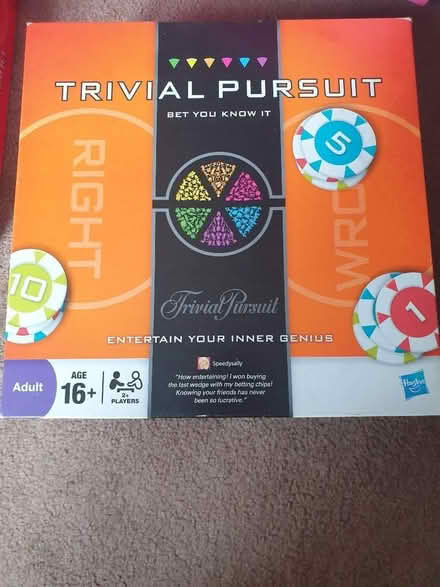 TRIVIAL PURSUIT
BET YOU KNOW IT
RIGHT
WRO
5
10
1
Trivial Pursuit
ENTERTAIN YOUR INNER GENIUS
Speedysally
"How entertaining! I won buying
the last wedge with my betting chips!
Knowing your friends has never
been so lucrative."
Adult
AGE
16+
2+
PLAYERS
Hasbro